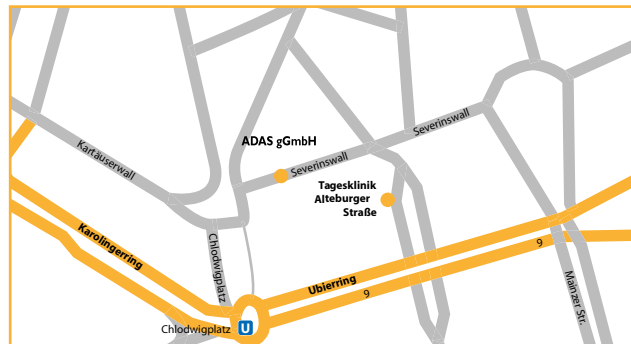 Severinswall
ADAS gGmbH
Kartäuserwall
Severinswall
Tagesklinik
Alteburger
Straße
Karolingerring
Chlodwigplatz
Ubierring
9
9
Mainzer Str.
Chlodwigplatz
U